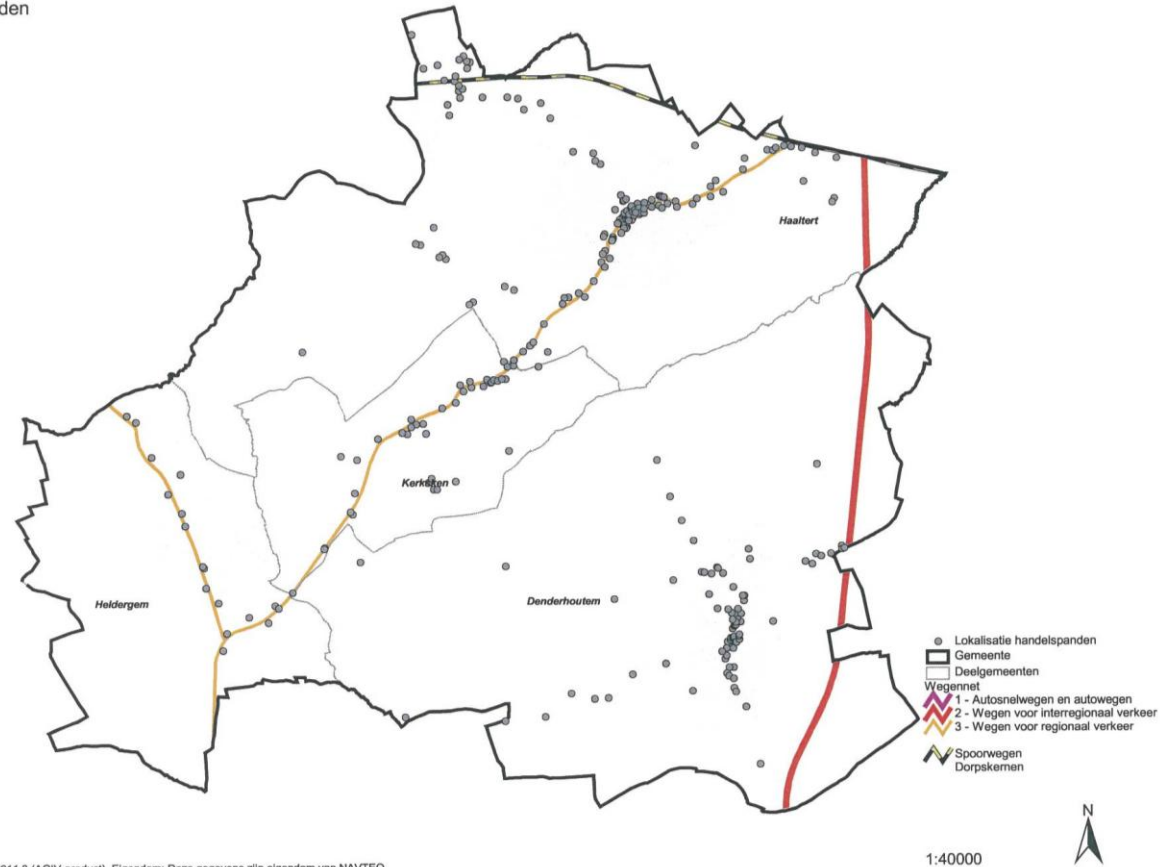 den
Haaltert
Kerksken
Heldergem
Denderhoutem
Lokalisatie handelspanden
Gemeente
Deelgemeenten
Wegennet
1 - Autosnelwegen en autowegen
2 - Wegen voor interregionaal verkeer
3 - Wegen voor regionaal verkeer
Spoorwegen
Dorpskernen
N
1:40000